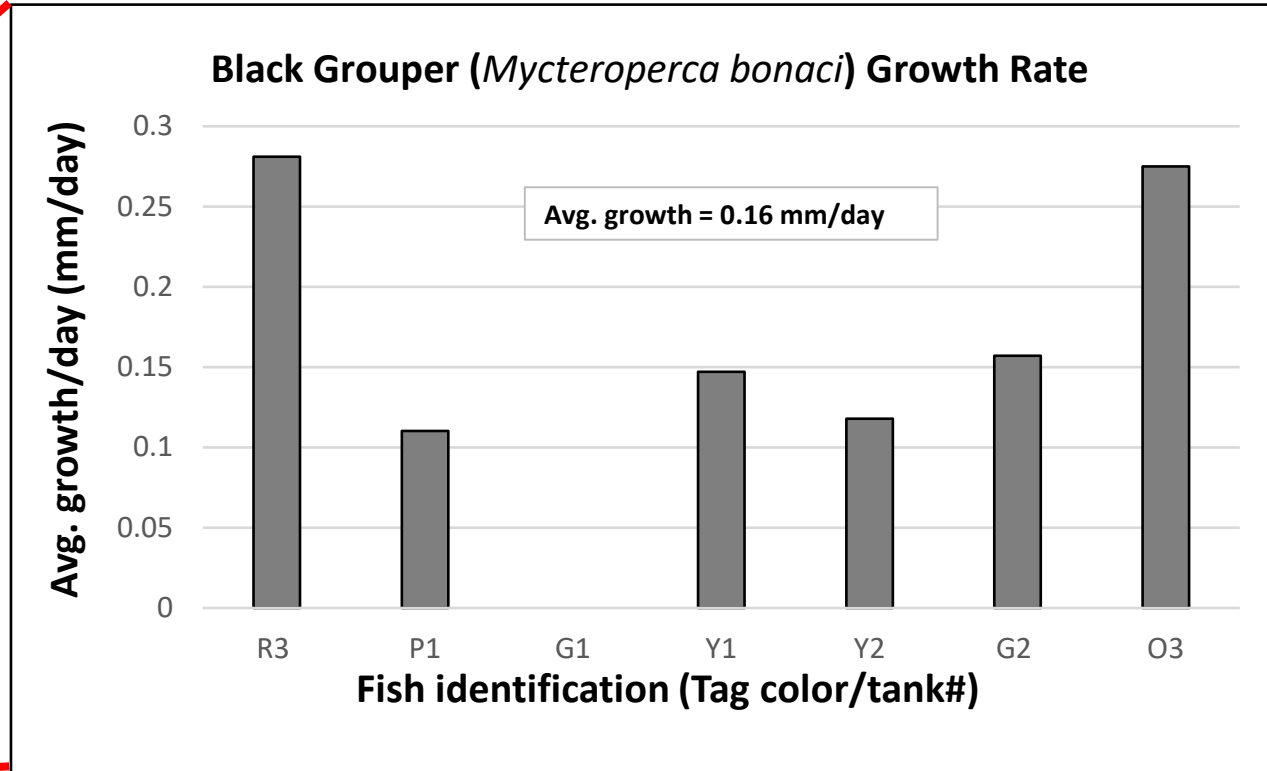 Black Grouper (Mycteroperca bonaci) Growth Rate
Avg. growth/day (mm/day)
0.3
0.25
0.2
0.15
0.1
0.05
0
Avg. growth = 0.16 mm/day
R3 P1 G1 Y1 Y2 G2 O3
Fish identification (Tag color/tank#)